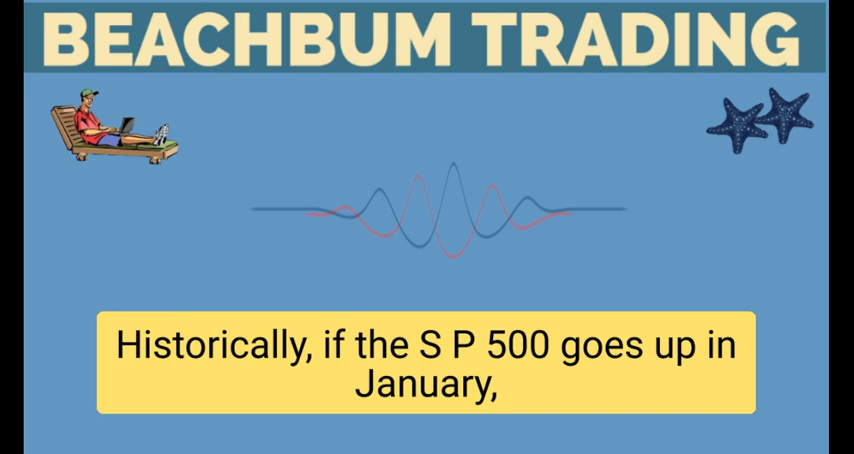 BEACHBUM TRADING
Historically, if the S P 500 goes up in
January,